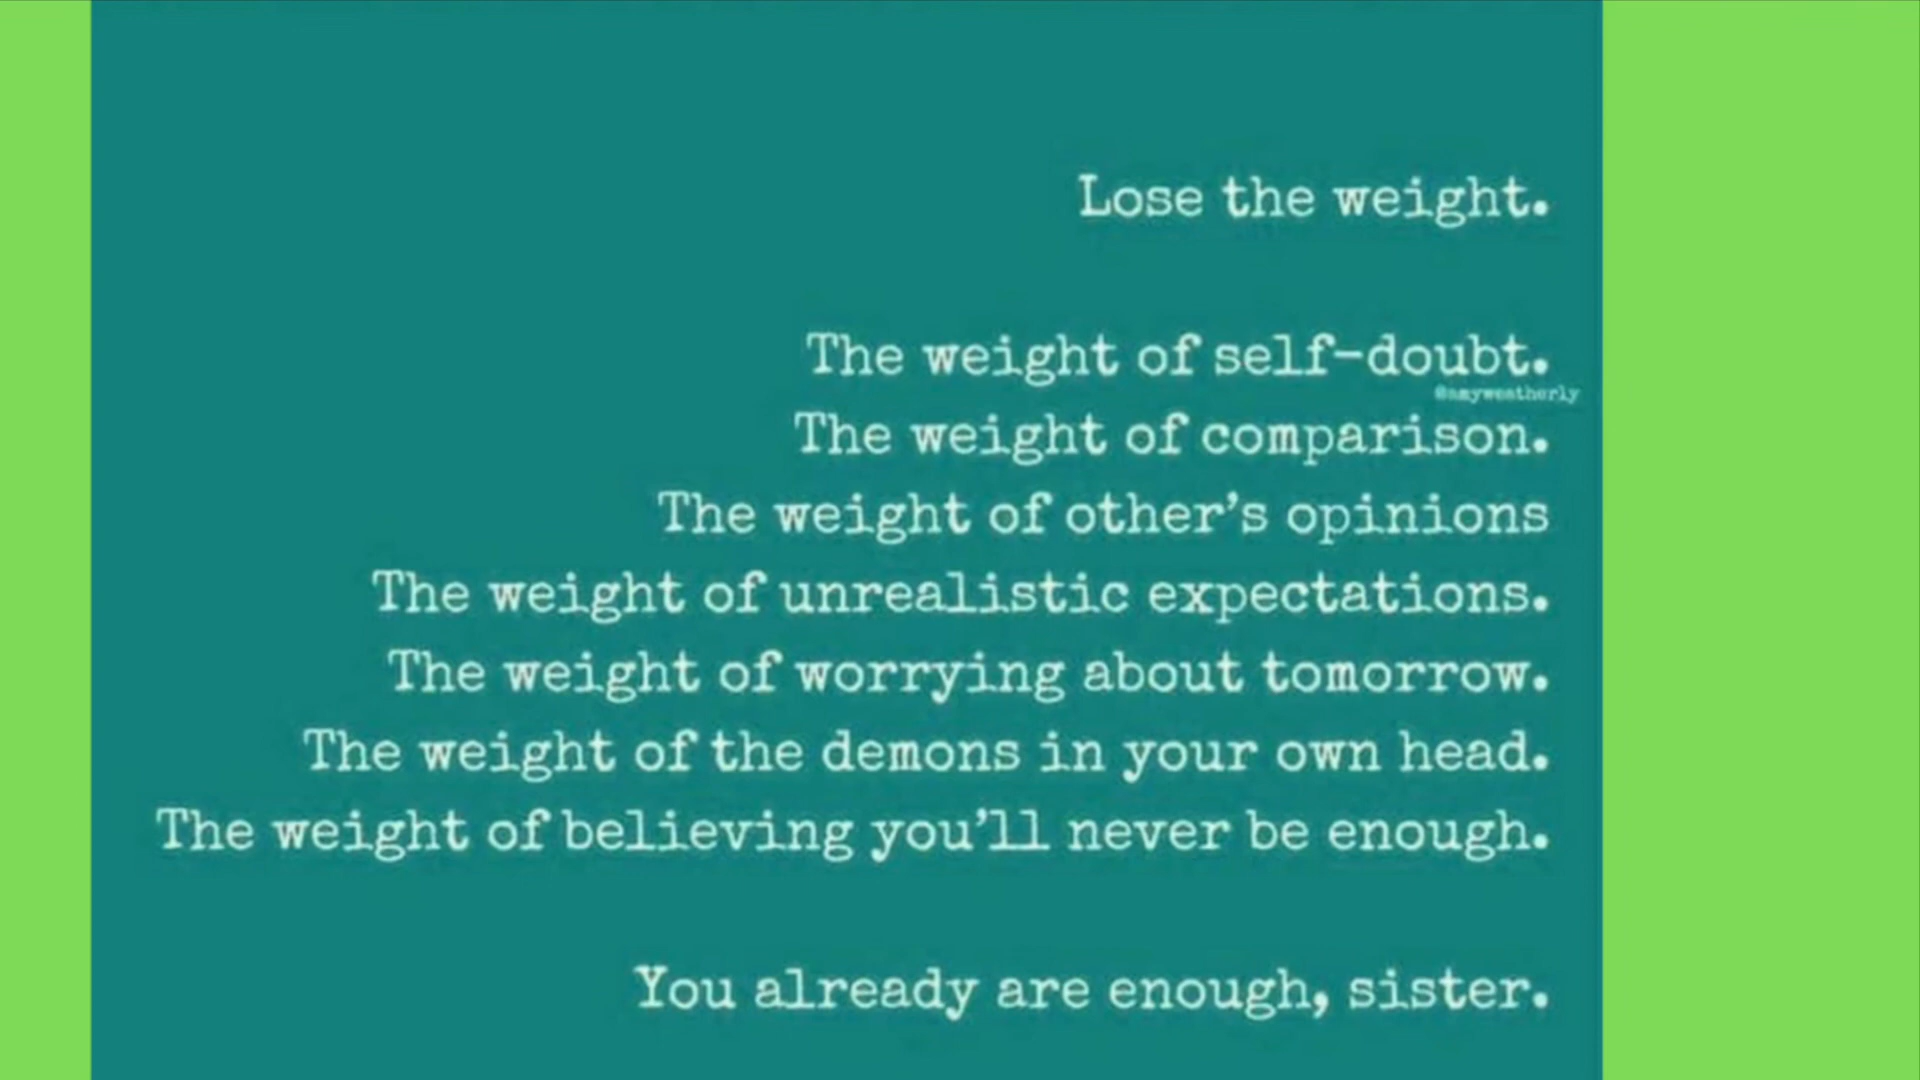 Lose the weight.
The weight of self-doubt.
@amyweatherly
The weight of comparison.
The weight of other's opinions
The weight of unrealistic expectations.
The weight of worrying about tomorrow.
The weight of the demons in your own head.
The weight of believing you'll never be enough.
You already are enough, sister.